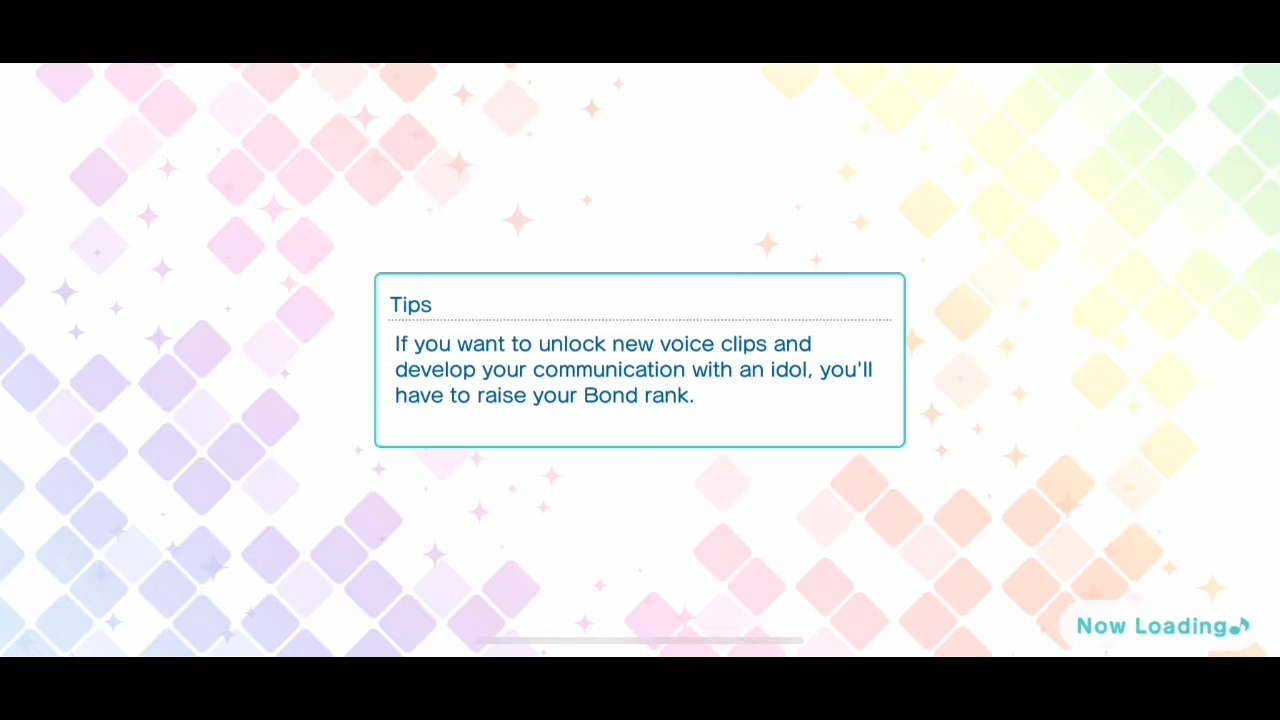 Tips
If you want to unlock new voice clips and
develop your communication with an idol, you'll
have to raise your Bond rank.
Now Loading♪